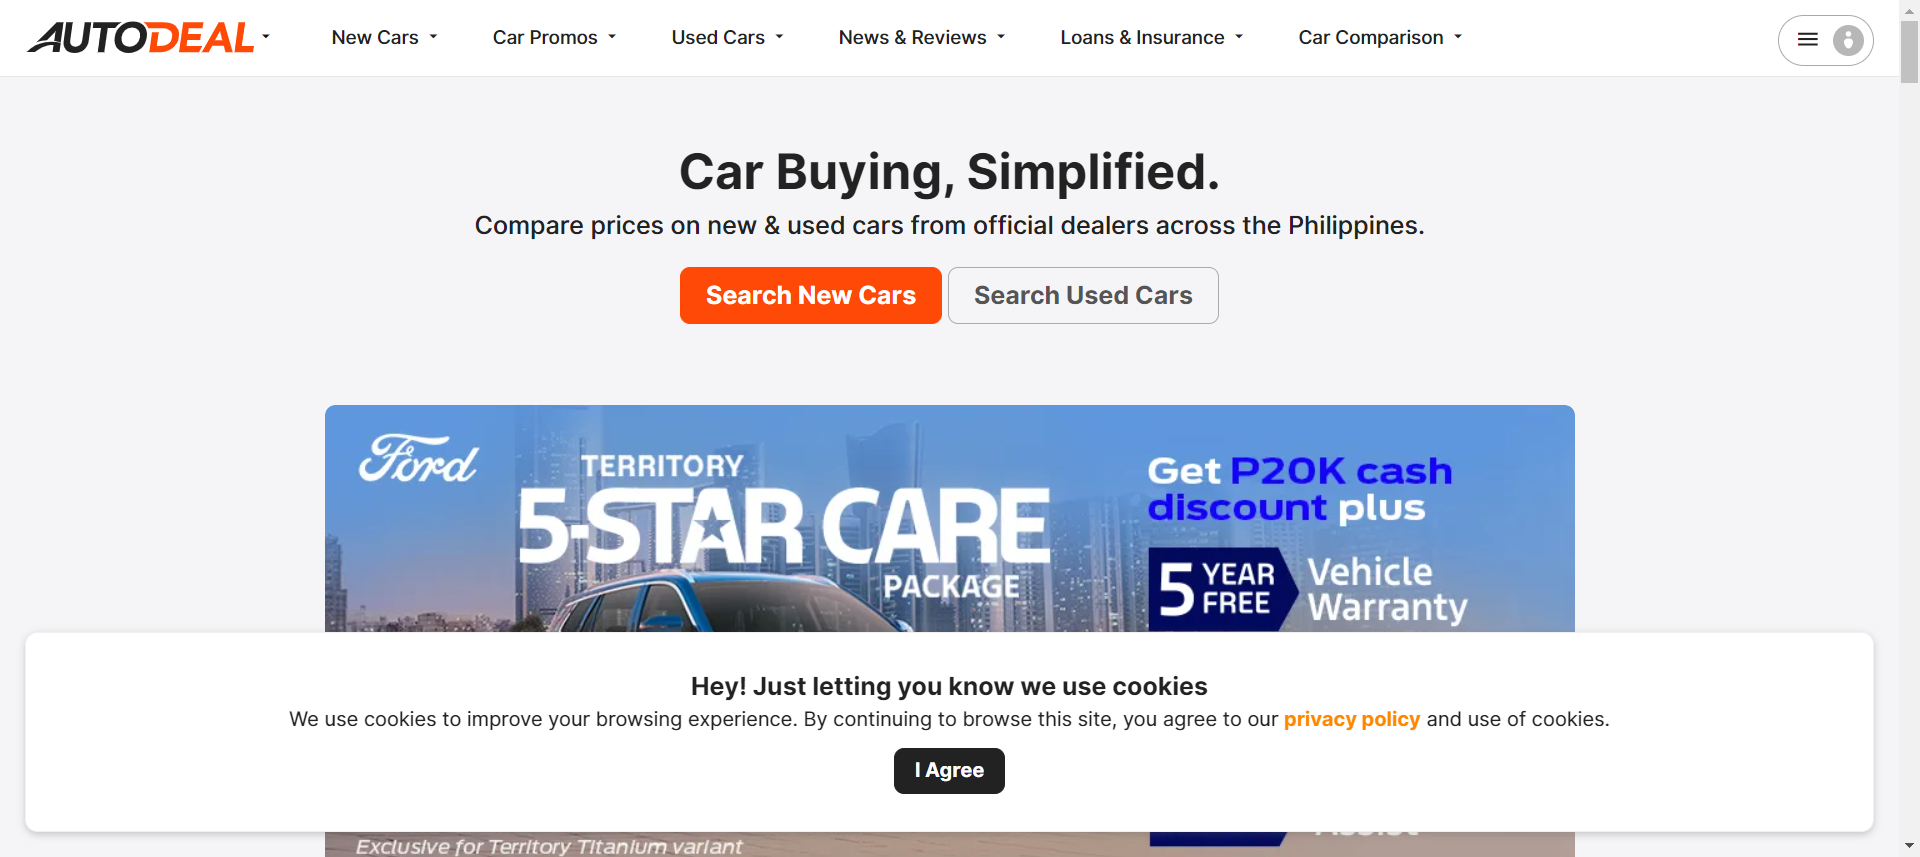 AUTODEAL
New Cars
Car Promos
Used Cars
News & Reviews
Loans & Insurance
Car Comparison
Car Buying, Simplified.
Compare prices on new & used cars from official dealers across the Philippines.
Search New Cars
Search Used Cars
Ford
TERRITORY
5-STAR CARE
PACKAGE
Get P20K cash
discount plus
5 YEAR FREE
Vehicle
Warranty
Hey! Just letting you know we use cookies
We use cookies to improve your browsing experience. By continuing to browse this site, you agree to our privacy policy and use of cookies.
I Agree
Exclusive for Territory Titanium variant